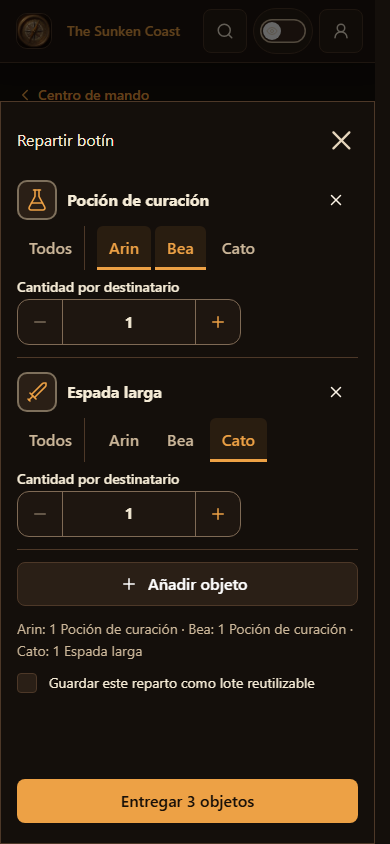 The Sunken Coast
Centro de mando
Repartir botín
Poción de curación
Todos Arin Bea Cato
Cantidad por destinatario
1
Espada larga
Todos Arin Bea Cato
Cantidad por destinatario
1
Añadir objeto
Arin: 1 Poción de curación · Bea: 1 Poción de curación ·
Cato: 1 Espada larga
Guardar este reparto como lote reutilizable
Entregar 3 objetos